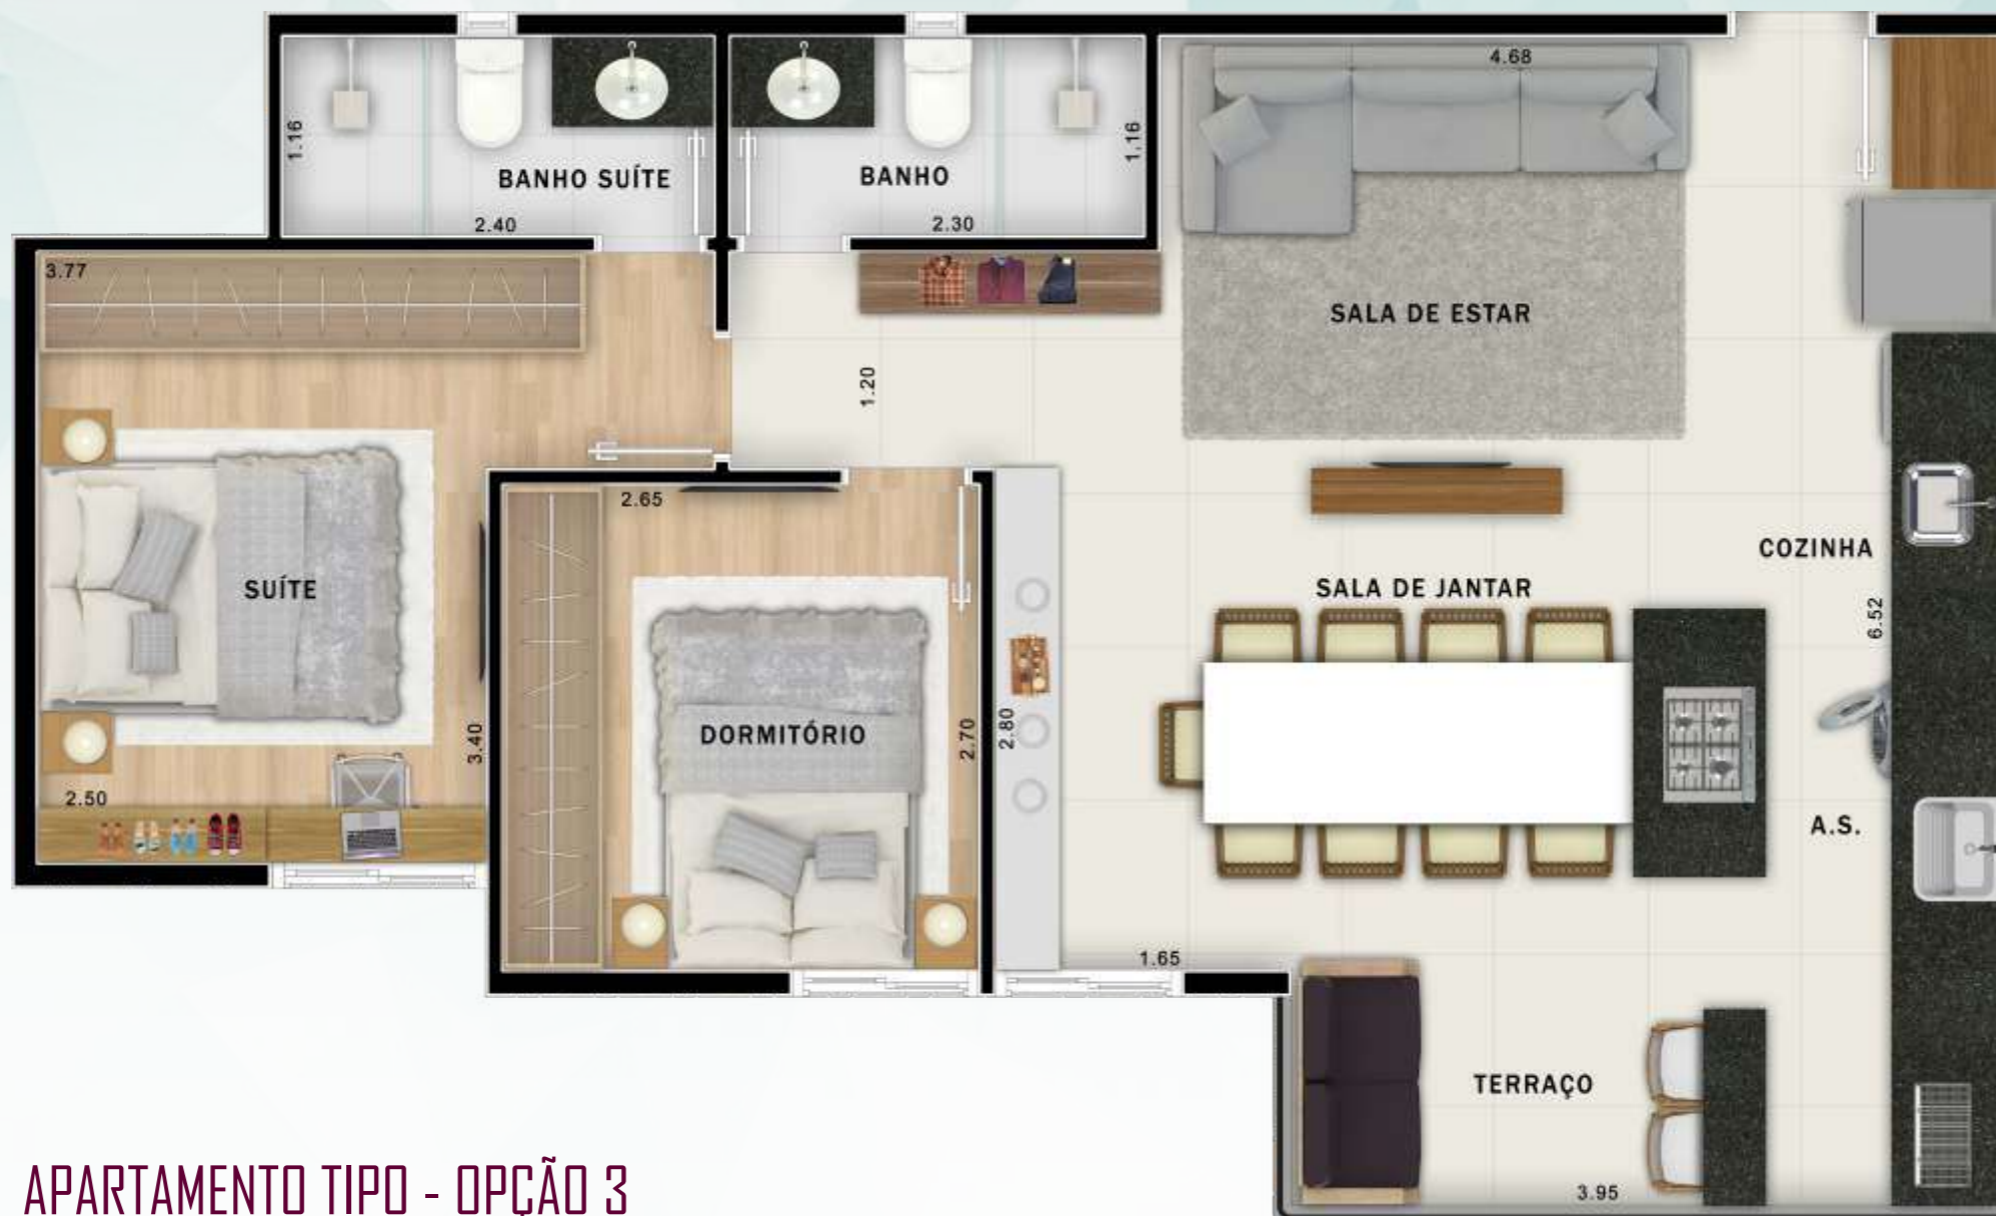 4.68
1.16
1.16
BANHO SUÍTE
BANHO
2.40
2.30
3.77
SALA DE ESTAR
1.20
2.65
COZINHA
SUÍTE
SALA DE JANTAR
6.52
DORMITÓRIO
3.40
2.70
2.80
2.50
A.S.
1.65
TERRAÇO
3.95
APARTAMENTO TIPO - OPÇÃO 3